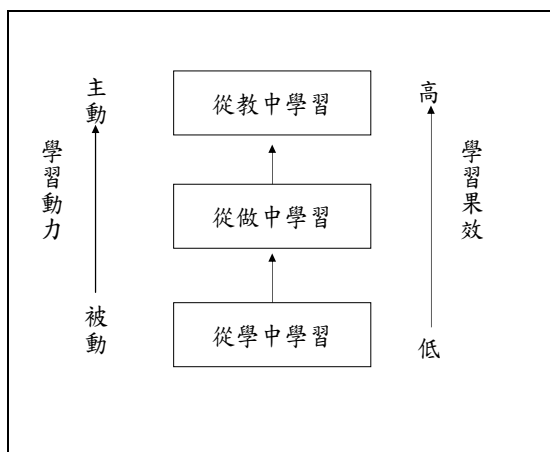 主動
從教中學習
高
學習動力
從做中學習
學習果效
被動
從學中學習
低